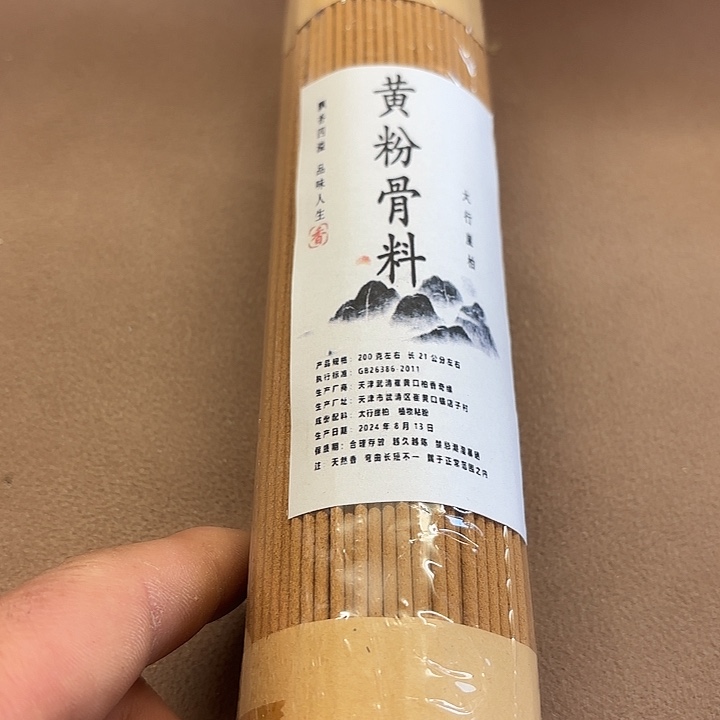 黄粉骨料
飘香四溢 品味人生
香
太行崖柏
产品规格：200克左右 长21公分左右
执行标准：GB26386-2011
生产厂商：天津武清崔黄口柏香奇缘
生产厂址：天津市武清区崔黄口镇店子村
成份配料：太行崖柏 植物粘粉
生产日期：2024年8月13日
保质期：合理存放 越久越陈 禁忌潮湿暴晒
注：天然香 弯曲长短不一 属于正常范围之内